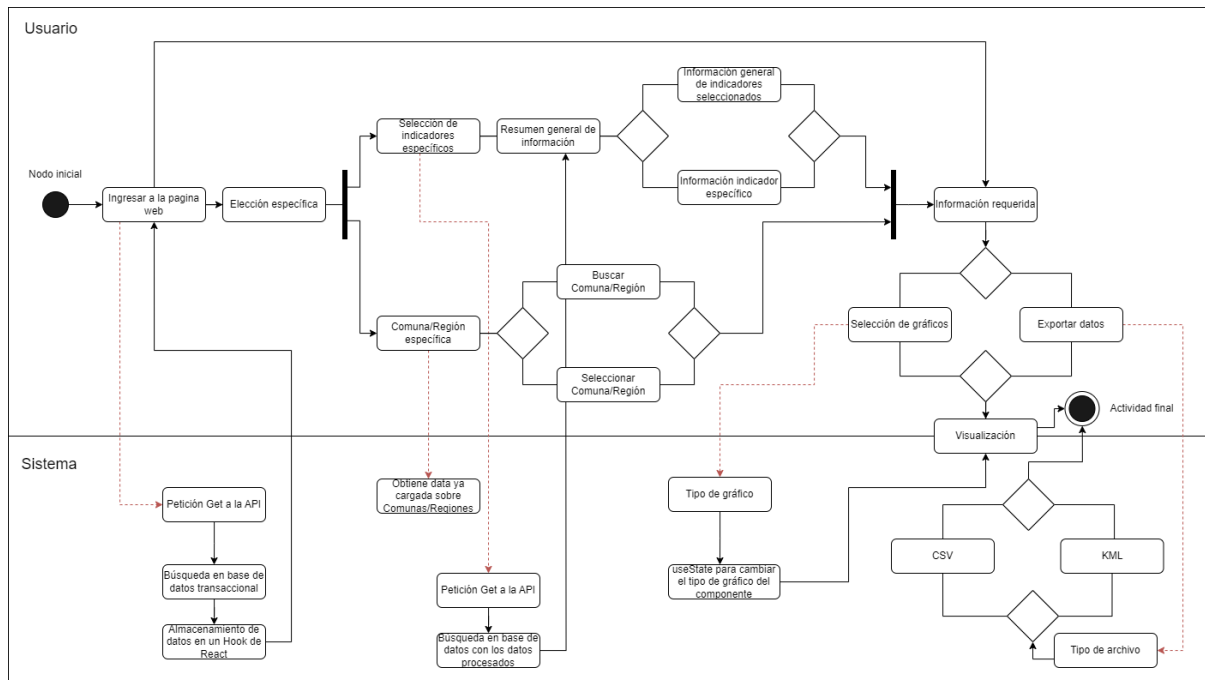 Usuario
Información general
de indicadores
seleccionados
Selección de
indicadores
específicos
Resumen general de
información
Nodo inicial
Información indicador
específico
Ingresar a la pagina
web
Elección específica
Información requerida
Buscar
Comuna/Región
Comuna/Región
específica
Selección de gráficos
Exportar datos
Seleccionar
Comuna/Región
Actividad final
Visualización
Sistema
Petición Get a la API
Obtiene data ya
cargada sobre
Comunas/Regiones
Tipo de gráfico
CSV
KML
Búsqueda en base de
datos transaccional
Petición Get a la API
useState para cambiar
el tipo de gráfico del
componente
Almacenamiento de
datos en un Hook de
React
Búsqueda en base de
datos con los datos
procesados
Tipo de archivo